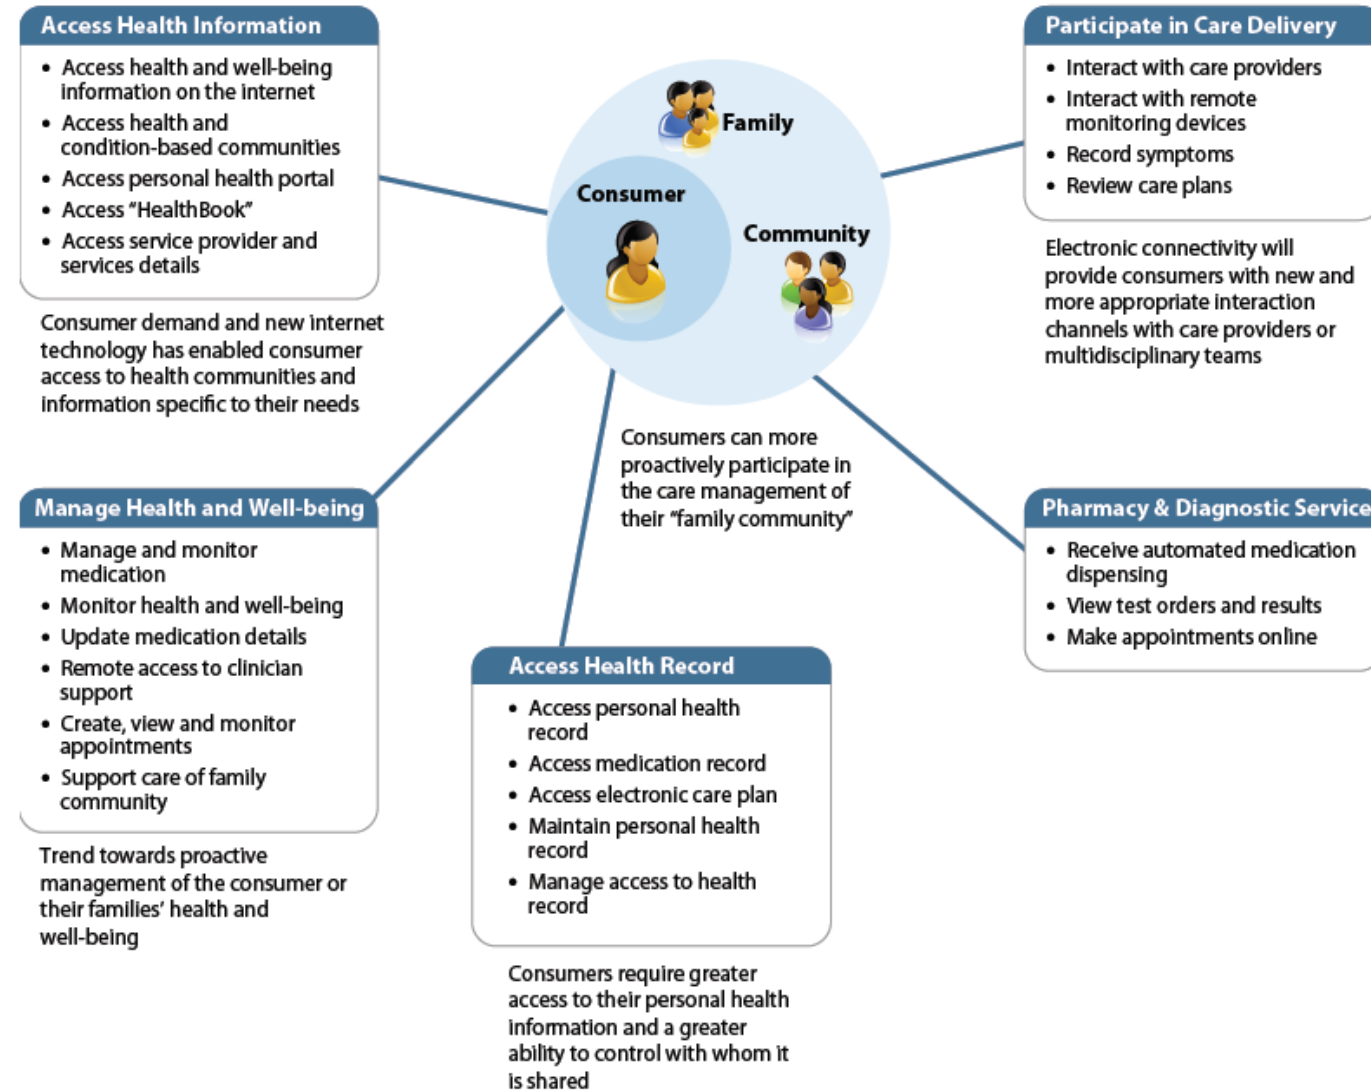 Access Health Information
• Access health and well-being
information on the internet
• Access health and
condition-based communities
• Access personal health portal
• Access “HealthBook”
• Access service provider and
services details
Consumer demand and new internet
technology has enabled consumer
access to health communities and
information specific to their needs
Family
Consumer
Community
Consumers can more
proactively participate in
the care management of
their “family community”
Participate in Care Delivery
• Interact with care providers
• Interact with remote
monitoring devices
• Record symptoms
• Review care plans
Electronic connectivity will
provide consumers with new and
more appropriate interaction
channels with care providers or
multidisciplinary teams
Manage Health and Well-being
• Manage and monitor
medication
• Monitor health and well-being
• Update medication details
• Remote access to clinician
support
• Create, view and monitor
appointments
• Support care of family
community
Trend towards proactive
management of the consumer or
their families’ health and
well-being
Access Health Record
• Access personal health
record
• Access medication record
• Access electronic care plan
• Maintain personal health
record
• Manage access to health
record
Consumers require greater
access to their personal health
information and a greater
ability to control with whom it
is shared
Pharmacy & Diagnostic Service
• Receive automated medication
dispensing
• View test orders and results
• Make appointments online